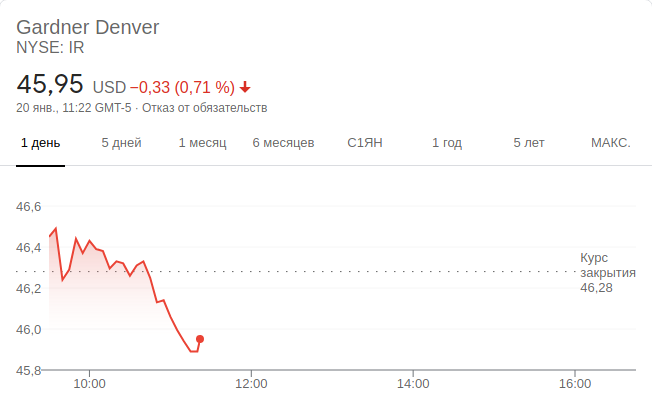 Gardner Denver
NYSE: IR
45,95 USD −0,33 (0,71 %)
20 янв., 11:22 GMT-5 · Отказ от обязательств
1 день 5 дней 1 месяц 6 месяцев С1ЯН 1 год 5 лет МАКС.
46,6
46,4
46,2
46,0
45,8
Курс
закрытия
46,28
10:00 12:00 14:00 16:00